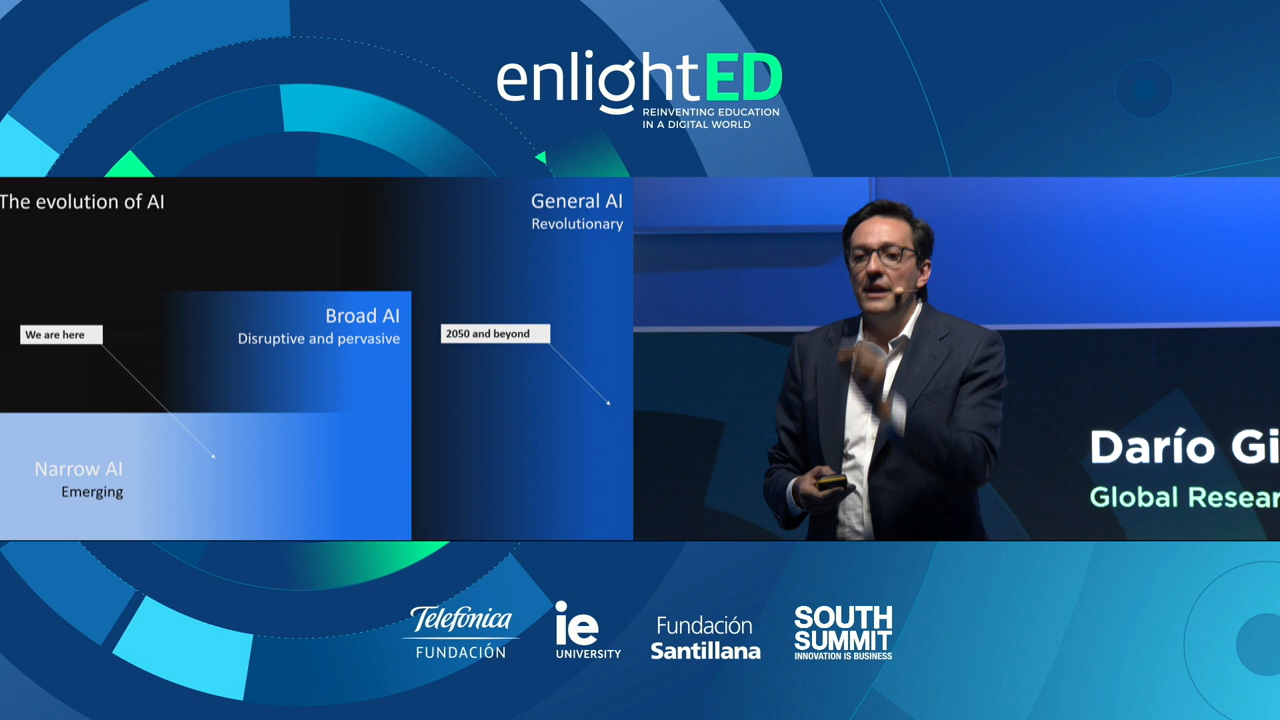 enlightED
REINVENTING EDUCATION
IN A DIGITAL WORLD
The evolution of AI
General AI
Revolutionary
Broad AI
Disruptive and pervasive
We are here
2050 and beyond
Narrow AI
Emerging
Darío Gi
Global Resear
Telefónica
FUNDACIÓN
ie
UNIVERSITY
Fundación
Santillana
SOUTH
SUMMIT
INNOVATION IS BUSINESS